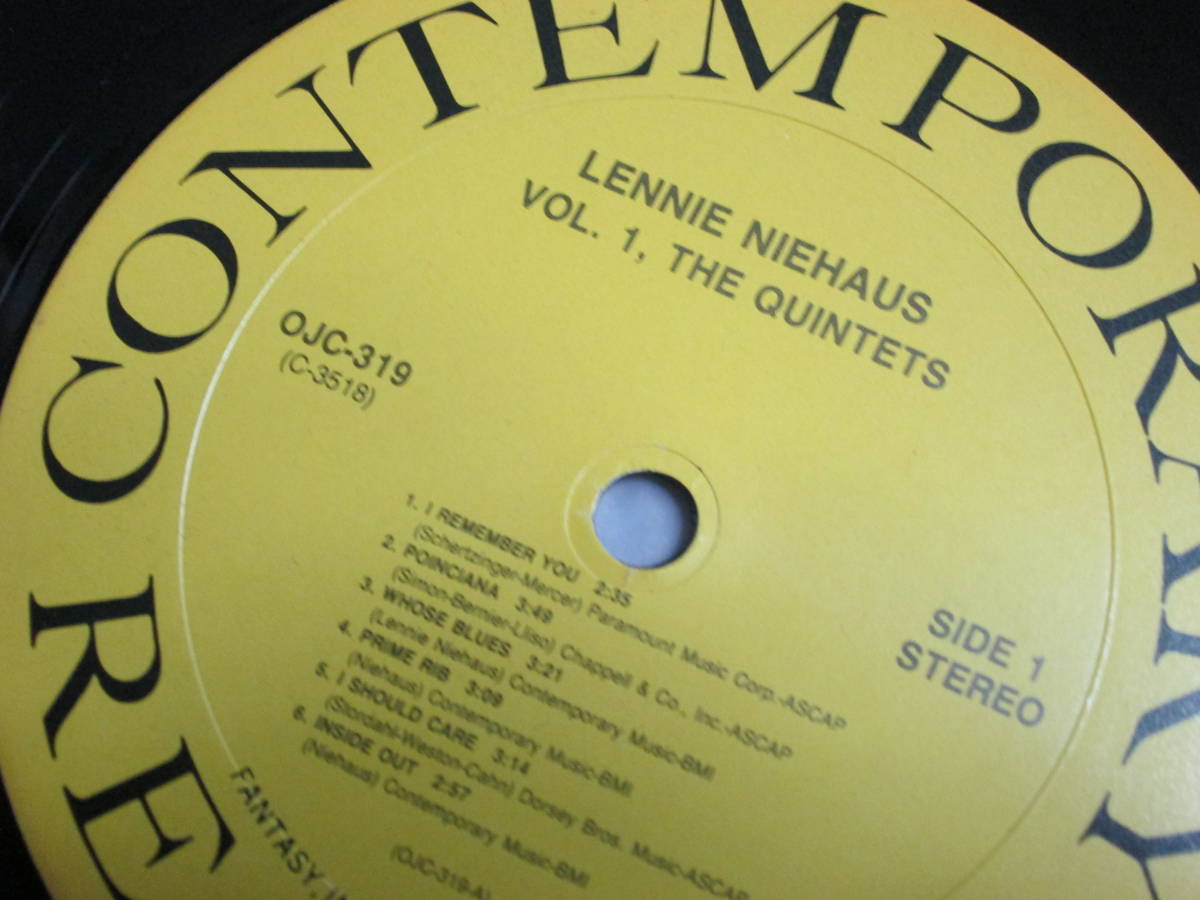 CONTEMPORARY
RE
LENNIE NIEHAUS
VOL. 1, THE QUINTETS
OJC-319
(C-3518)
SIDE 1
STEREO
1. I REMEMBER YOU 2:35
(Schertzinger-Mercer) Paramount Music Corp.-ASCAP
2. POINCIANA 3:49
(Simon-Bernier-Lliso) Chappell & Co., Inc.-ASCAP
3. WHOSE BLUES 3:21
(Lennie Niehaus) Contemporary Music-BMI
4. PRIME RIB 3:09
(Niehaus) Contemporary Music-BMI
5. I SHOULD CARE 3:14
(Stordahl-Weston-Cahn) Dorsey Bros. Music-ASCAP
6. INSIDE OUT 2:57
(Niehaus) Contemporary Music-BMI
(OJC-319-A)
FANTASY,